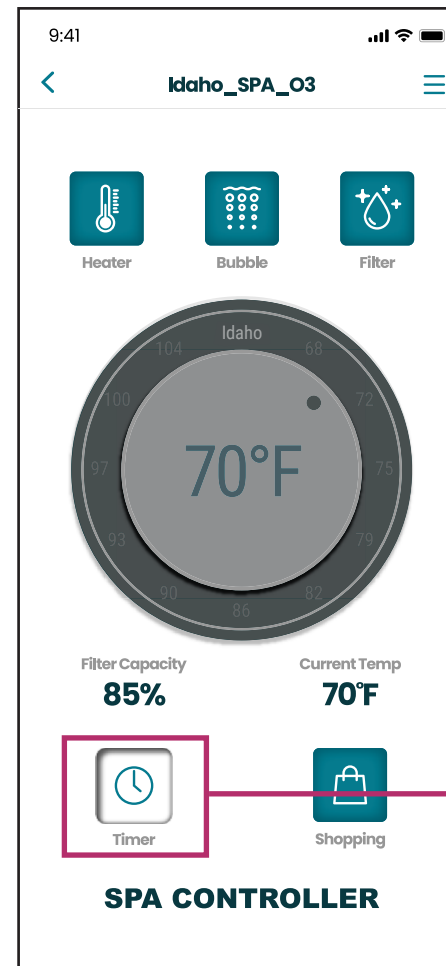 9:41
Idaho_SPA_03
Heater Bubble Filter
Idaho
104 68
100 72
97 70°F 75
93 79
90 82
86
Filter Capacity Current Temp
85% 70°F
Timer Shopping
SPA CONTROLLER